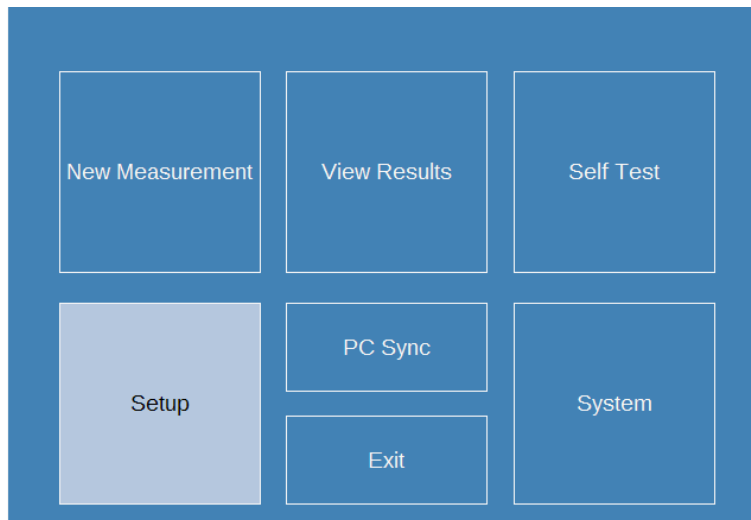 New Measurement
View Results
Self Test
Setup
PC Sync
Exit
System